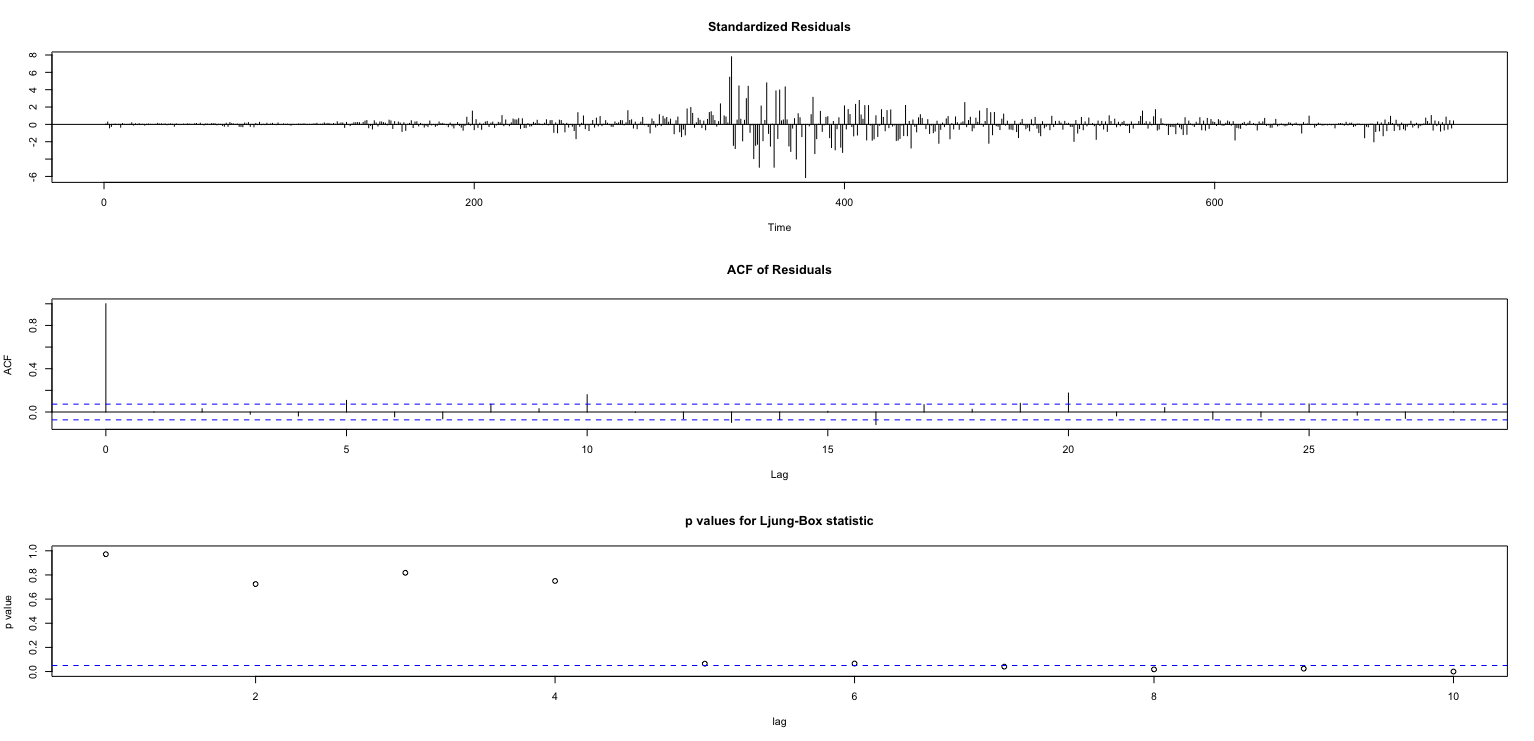 Standardized Residuals
8
6
4
2
0
-2
-6
0 200 400 600
Time
ACF of Residuals
ACF
0.8
0.4
0.0
0 5 10 15 20 25
Lag
p values for Ljung-Box statistic
p value
1.0
0.8
0.6
0.4
0.2
0.0
2 4 6 8 10
lag